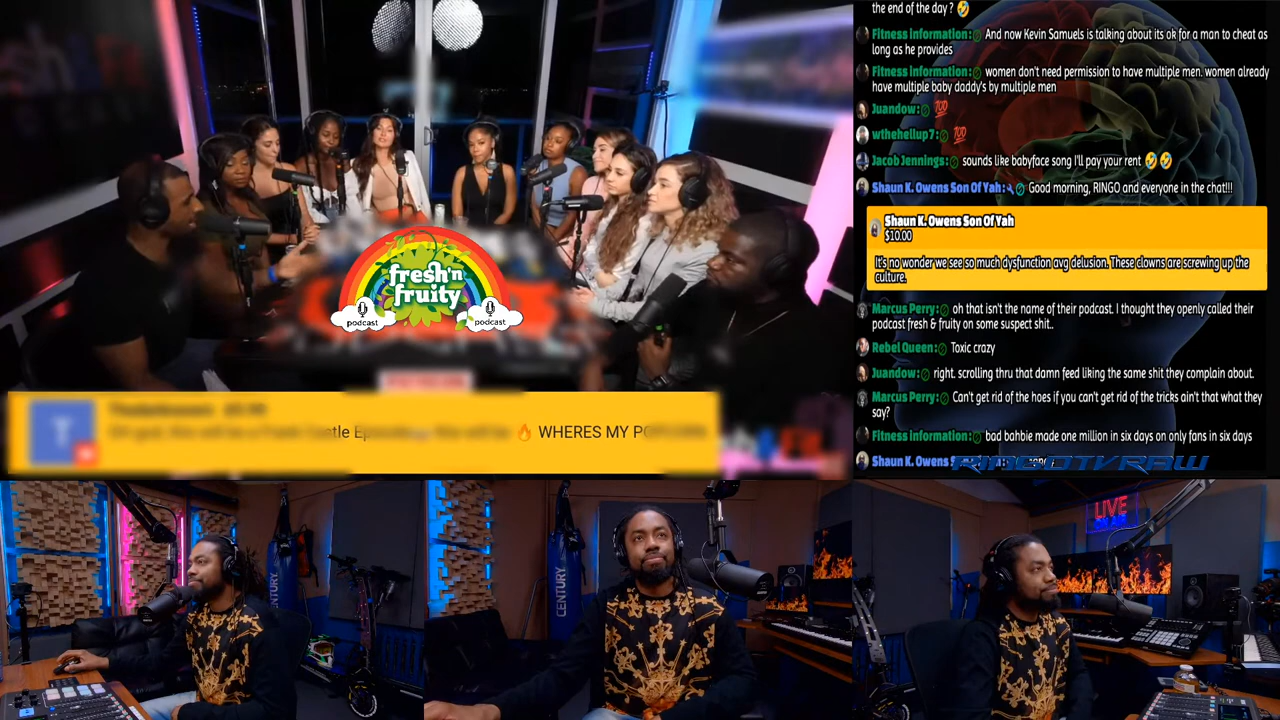 fresh'n
fruity
podcast
podcast
WHERES MY
the end of the day ? 🤣
Fitness Information: And now Kevin Samuels is talking about its ok for a man to cheat as
long as he provides
Fitness Information: women don't need permission to have multiple men. women already
have multiple baby daddy's by multiple men
Juandow: 💯
wthehellup7: 💯
Jacob Jennings: sounds like babyface song I'll pay your rent 🤣🤣
Shaun K. Owens Son Of Yah: Good morning, RINGO and everyone in the chat!!!
Shaun K. Owens Son Of Yah
$10.00
It's no wonder we see so much dysfunction avg delusion. These clowns are screwing up the
culture.
Marcus Perry: oh that isn't the name of their podcast. I thought they openly called their
podcast fresh & fruity on some suspect shit..
Rebel Queen: Toxic crazy
Juandow: right. scrolling thru that damn feed liking the same shit they complain about.
Marcus Perry: Can't get rid of the hoes if you can't get rid of the tricks ain't that what they
say?
Fitness Information: bad bahbie made one million in six days on only fans in six days
Shaun K. Owens
RINGOTVRAW
CENTURY
CENTURY
LIVE
ON AIR